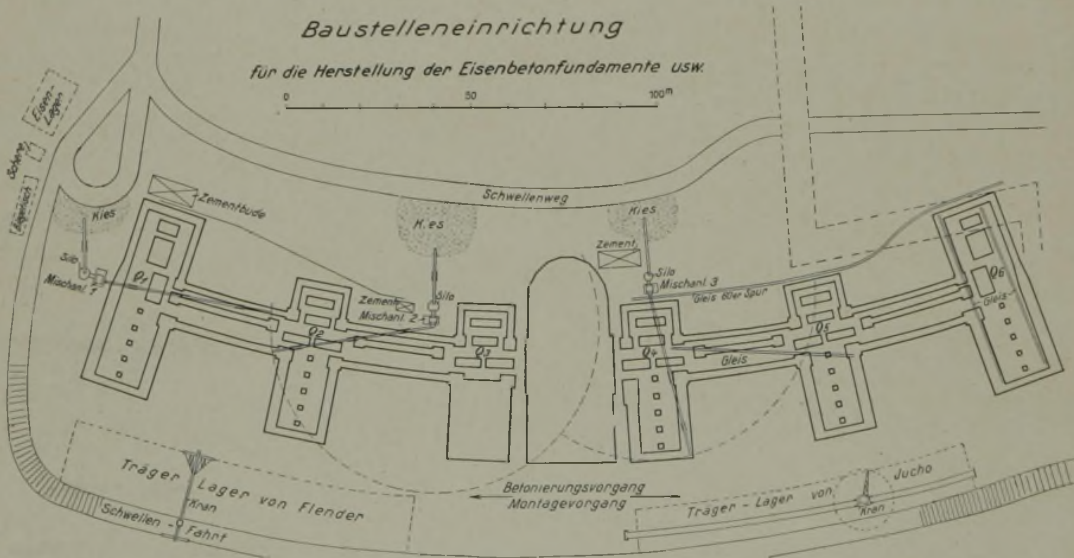 Baustelleneinrichtung
für die Herstellung der Eisenbetonfundamente usw.
0 50 100 m
Eisen-
Lager
Kies
Zementbude
Silo
Mischanl. 1
Q1
Schwellenweg
Kies
Zement
Silo
Mischanl. 2
Q2
Q3
Kies
Zement
Silo
Mischanl. 3
Gleis 60er Spur
Q4
Gleis
Q5
Q6
Gleis
Träger Lager von Flender
Kran
Schwellen - Fahrt
Betonierungsvorgang
Montagevorgang
Träger - Lager von Jucho
Kran